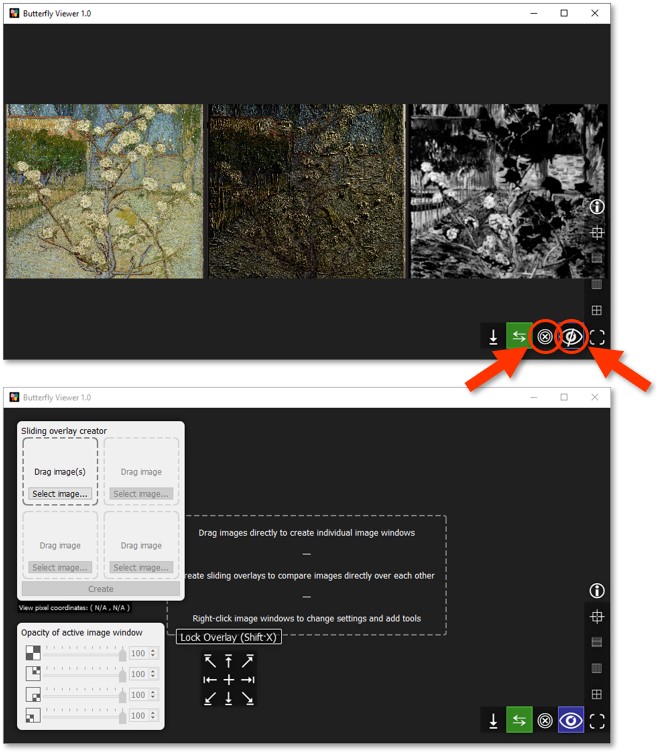 Butterfly Viewer 1.0
Butterfly Viewer 1.0
Sliding overlay creator
Drag image(s)
Drag image
Select image...
Select image...
Drag image
Drag image
Select image...
Select image...
Create
Drag images directly to create individual image windows
—
reate sliding overlays to compare images directly over each other
—
Right-click image windows to change settings and add tools
View pixel coordinates: ( N/A , N/A )
Opacity of active image window
100
100
100
100
Lock Overlay (Shift·X)